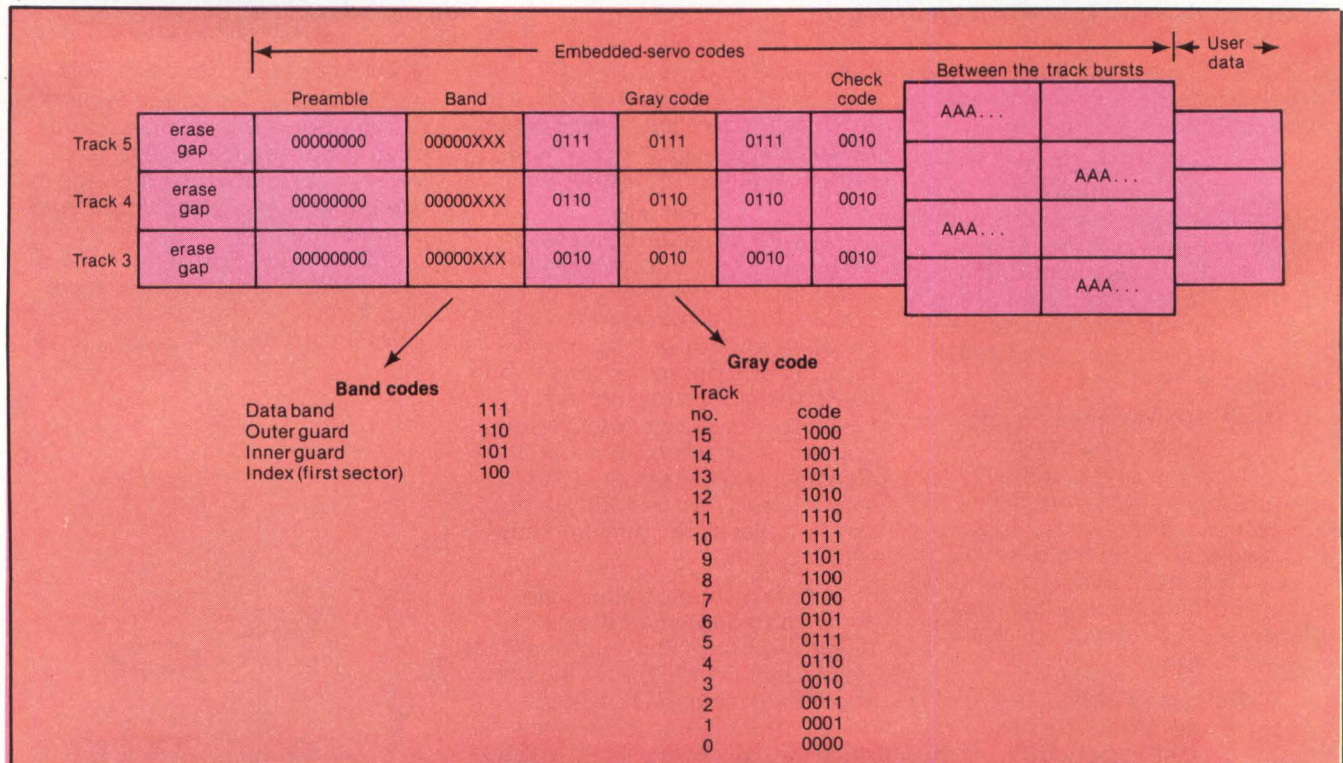 Embedded-servo codes
User data
Preamble
Band
Gray code
Check code
Between the track bursts
Track 5
erase gap
00000000
00000XXX
0111
0111
0111
0010
AAA...
Track 4
erase gap
00000000
00000XXX
0110
0110
0110
0010
AAA...
Track 3
erase gap
00000000
00000XXX
0010
0010
0010
0010
AAA...
AAA...
Band codes
Data band 111
Outer guard 110
Inner guard 101
Index (first sector) 100
Gray code
Track
no. code
15 1000
14 1001
13 1011
12 1010
11 1110
10 1111
9 1101
8 1100
7 0100
6 0101
5 0111
4 0110
3 0010
2 0011
1 0001
0 0000